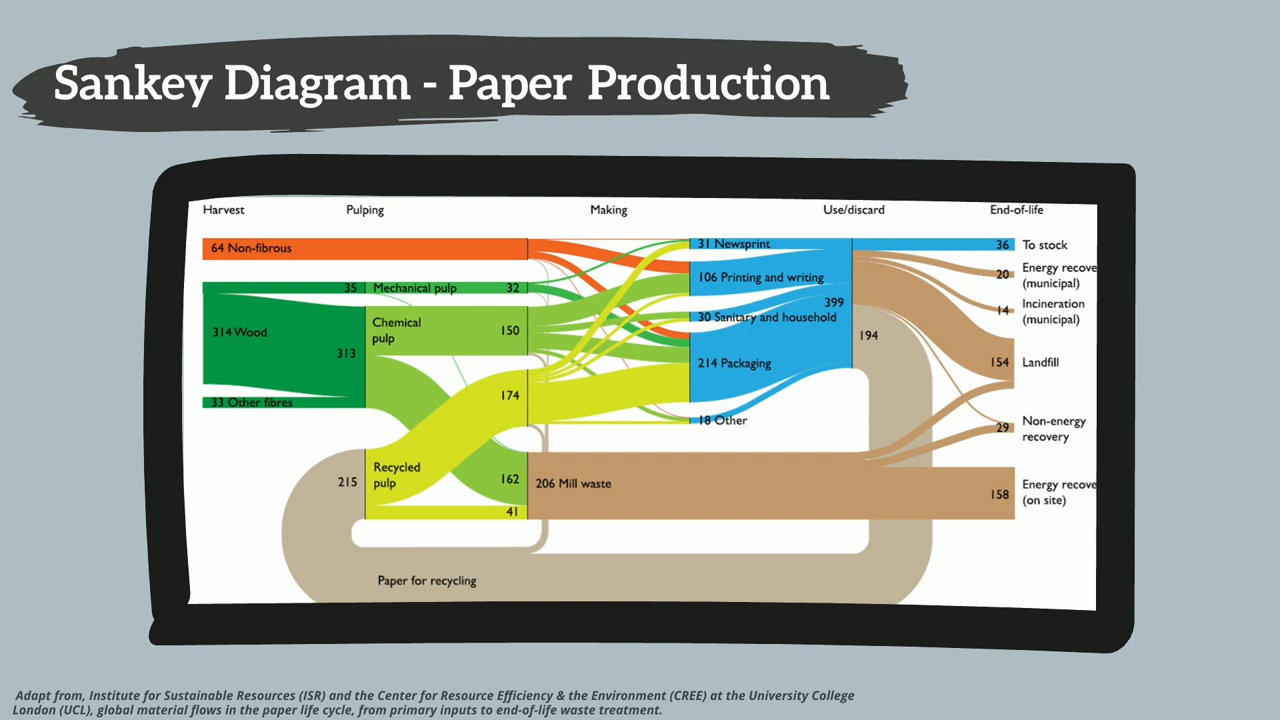 Sankey Diagram - Paper Production
Harvest
Pulping
Making
Use/discard
End-of-life
64 Non-fibrous
31 Newsprint
36 To stock
20 Energy recove
(municipal)
106 Printing and writing
35 Mechanical pulp 32
399
14 Incineration
(municipal)
30 Sanitary and household
314 Wood
Chemical
pulp
150
313
194
214 Packaging
154 Landfill
33 Other fibres
174
18 Other
29 Non-energy
recovery
215 Recycled
pulp
162
206 Mill waste
158 Energy recove
(on site)
41
Paper for recycling
Adapt from, Institute for Sustainable Resources (ISR) and the Center for Resource Efficiency & the Environment (CREE) at the University College
London (UCL), global material flows in the paper life cycle, from primary inputs to end-of-life waste treatment.